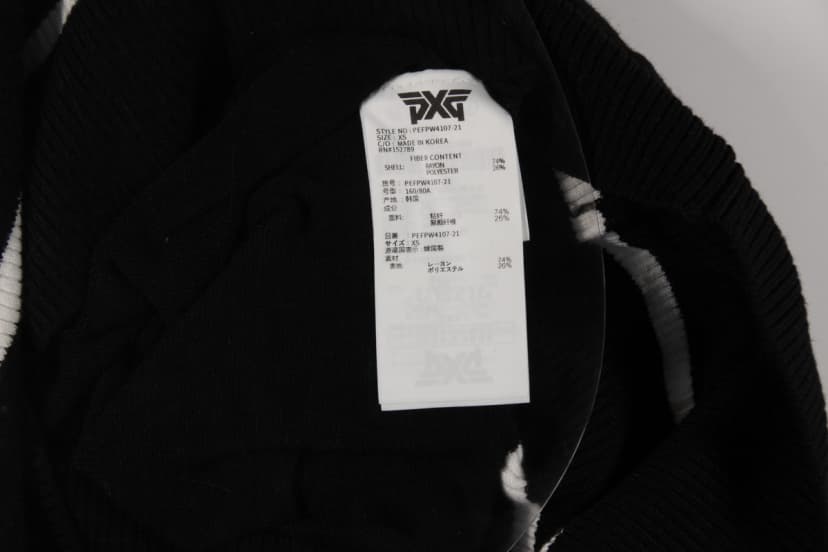 PXG
STYLE NO : PEFPW4107-21
SIZE : XS
C/O : MADE IN KOREA
RN#152789
FIBER CONTENT
SHELL: RAYON 74%
POLYESTER 26%
PEFPW4107-21
号型 : 160/80A
产地 : 韩国
成分
面料: 粘纤 74%
聚酯纤维 26%
品番 : PEFPW4107-21
サイズ : XS
原産国表示 : 韓国製
素材
表地 レーヨン 74%
ポリエステル 26%